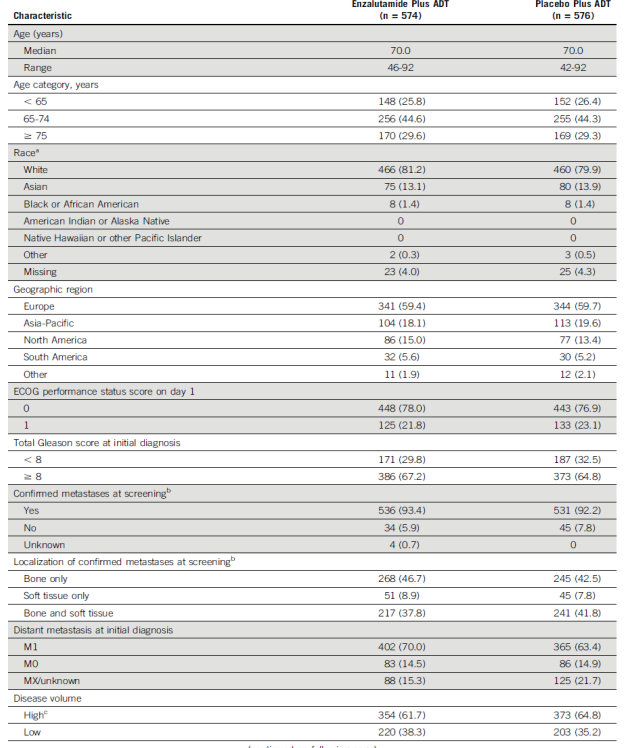 Enzalutamide Plus ADT Placebo Plus ADT
Characteristic (n = 574) (n = 576)
Age (years)
Median 70.0 70.0
Range 46-92 42-92
Age category, years
< 65 148 (25.8) 152 (26.4)
65-74 256 (44.6) 255 (44.3)
≥ 75 170 (29.6) 169 (29.3)
Raceᵃ
White 466 (81.2) 460 (79.9)
Asian 75 (13.1) 80 (13.9)
Black or African American 8 (1.4) 8 (1.4)
American Indian or Alaska Native 0 0
Native Hawaiian or other Pacific Islander 0 0
Other 2 (0.3) 3 (0.5)
Missing 23 (4.0) 25 (4.3)
Geographic region
Europe 341 (59.4) 344 (59.7)
Asia-Pacific 104 (18.1) 113 (19.6)
North America 86 (15.0) 77 (13.4)
South America 32 (5.6) 30 (5.2)
Other 11 (1.9) 12 (2.1)
ECOG performance status score on day 1
0 448 (78.0) 443 (76.9)
1 125 (21.8) 133 (23.1)
Total Gleason score at initial diagnosis
< 8 171 (29.8) 187 (32.5)
≥ 8 386 (67.2) 373 (64.8)
Confirmed metastases at screeningᵇ
Yes 536 (93.4) 531 (92.2)
No 34 (5.9) 45 (7.8)
Unknown 4 (0.7) 0
Localization of confirmed metastases at screeningᵇ
Bone only 268 (46.7) 245 (42.5)
Soft tissue only 51 (8.9) 45 (7.8)
Bone and soft tissue 217 (37.8) 241 (41.8)
Distant metastasis at initial diagnosis
M1 402 (70.0) 365 (63.4)
M0 83 (14.5) 86 (14.9)
MX/unknown 88 (15.3) 125 (21.7)
Disease volume
Highᶜ 354 (61.7) 373 (64.8)
Low 220 (38.3) 203 (35.2)